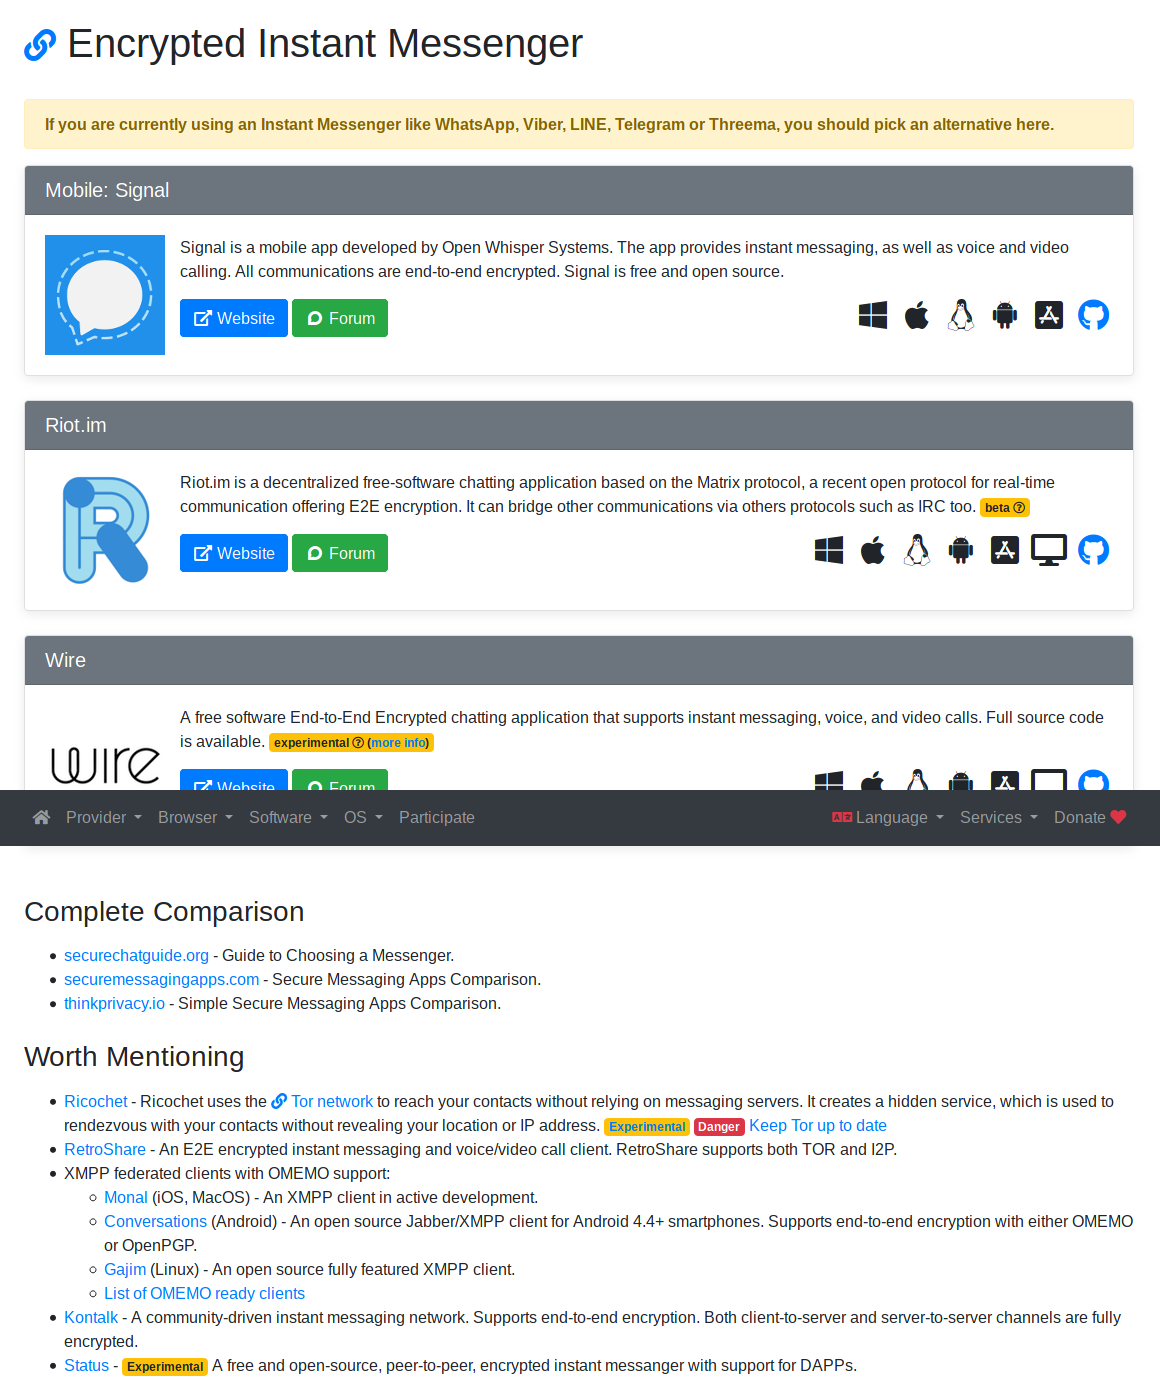 Encrypted Instant Messenger
If you are currently using an Instant Messenger like WhatsApp, Viber, LINE, Telegram or Threema, you should pick an alternative here.
Mobile: Signal
Signal is a mobile app developed by Open Whisper Systems. The app provides instant messaging, as well as voice and video
calling. All communications are end-to-end encrypted. Signal is free and open source.
Website Forum
Riot.im
Riot.im is a decentralized free-software chatting application based on the Matrix protocol, a recent open protocol for real-time
communication offering E2E encryption. It can bridge other communications via others protocols such as IRC too. beta
Website Forum
Wire
A free software End-to-End Encrypted chatting application that supports instant messaging, voice, and video calls. Full source code
is available. experimental (more info)
wire
Website Forum
Provider Browser Software OS Participate Language Services Donate
Complete Comparison
securechatguide.org - Guide to Choosing a Messenger.
securemessagingapps.com - Secure Messaging Apps Comparison.
thinkprivacy.io - Simple Secure Messaging Apps Comparison.
Worth Mentioning
Ricochet - Ricochet uses the Tor network to reach your contacts without relying on messaging servers. It creates a hidden service, which is used to
rendezvous with your contacts without revealing your location or IP address. Experimental Danger Keep Tor up to date
RetroShare - An E2E encrypted instant messaging and voice/video call client. RetroShare supports both TOR and I2P.
XMPP federated clients with OMEMO support:
Monal (iOS, MacOS) - An XMPP client in active development.
Conversations (Android) - An open source Jabber/XMPP client for Android 4.4+ smartphones. Supports end-to-end encryption with either OMEMO
or OpenPGP.
Gajim (Linux) - An open source fully featured XMPP client.
List of OMEMO ready clients
Kontalk - A community-driven instant messaging network. Supports end-to-end encryption. Both client-to-server and server-to-server channels are fully
encrypted.
Status - Experimental A free and open-source, peer-to-peer, encrypted instant messanger with support for DAPPs.